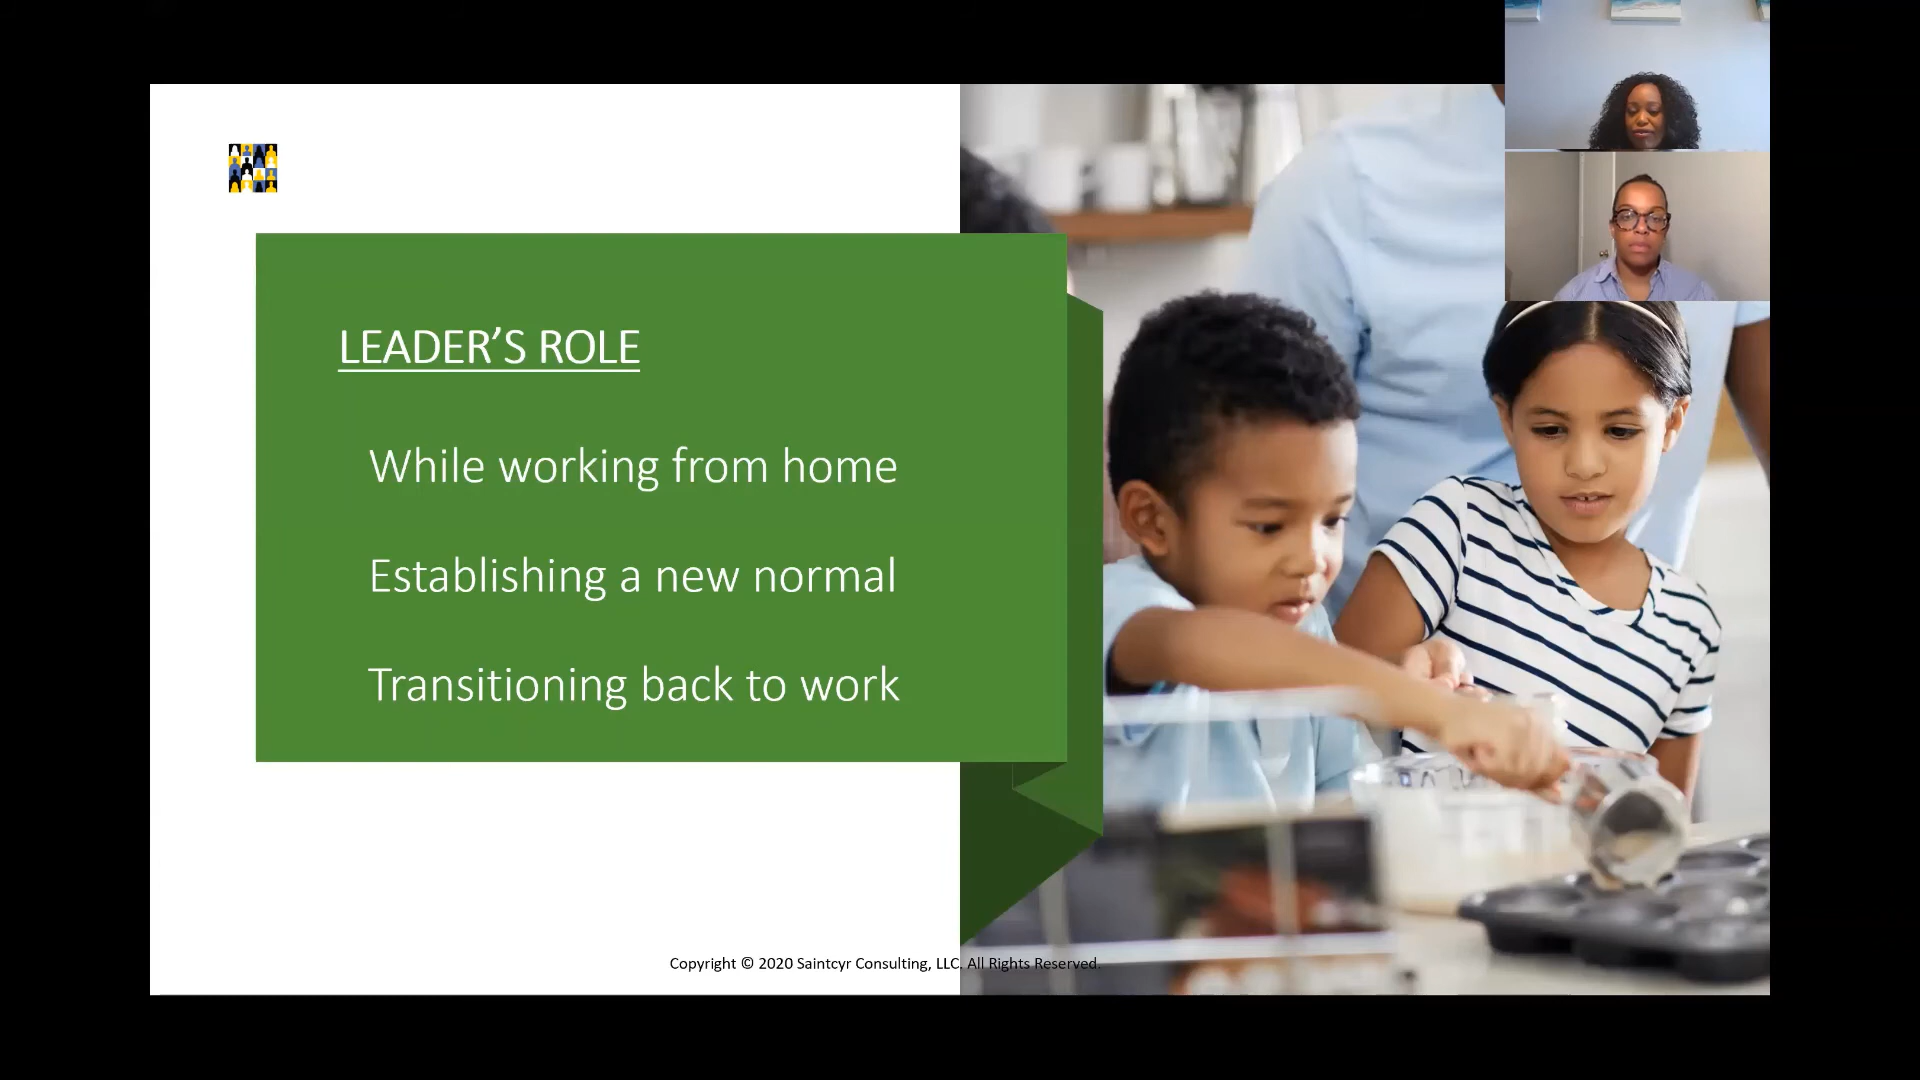 LEADER’S ROLE
While working from home
Establishing a new normal
Transitioning back to work
Copyright © 2020 Saintcyr Consulting, LLC. All Rights Reserved.